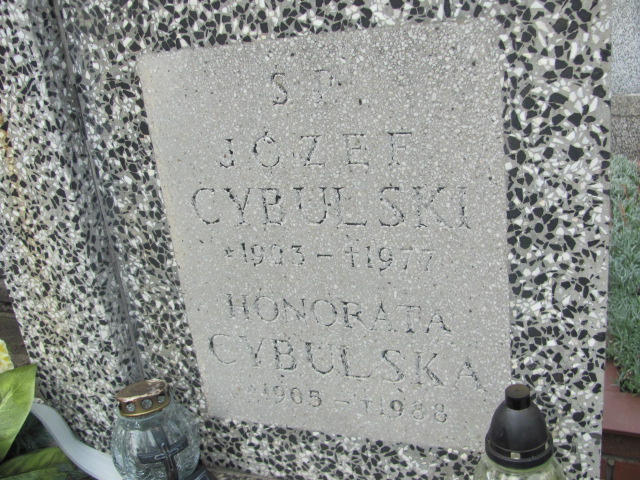 Ś.P.
JÓZEF
CYBULSKI
*1903 - †1977
HONORATA
CYBULSKA
*1905 - †1988